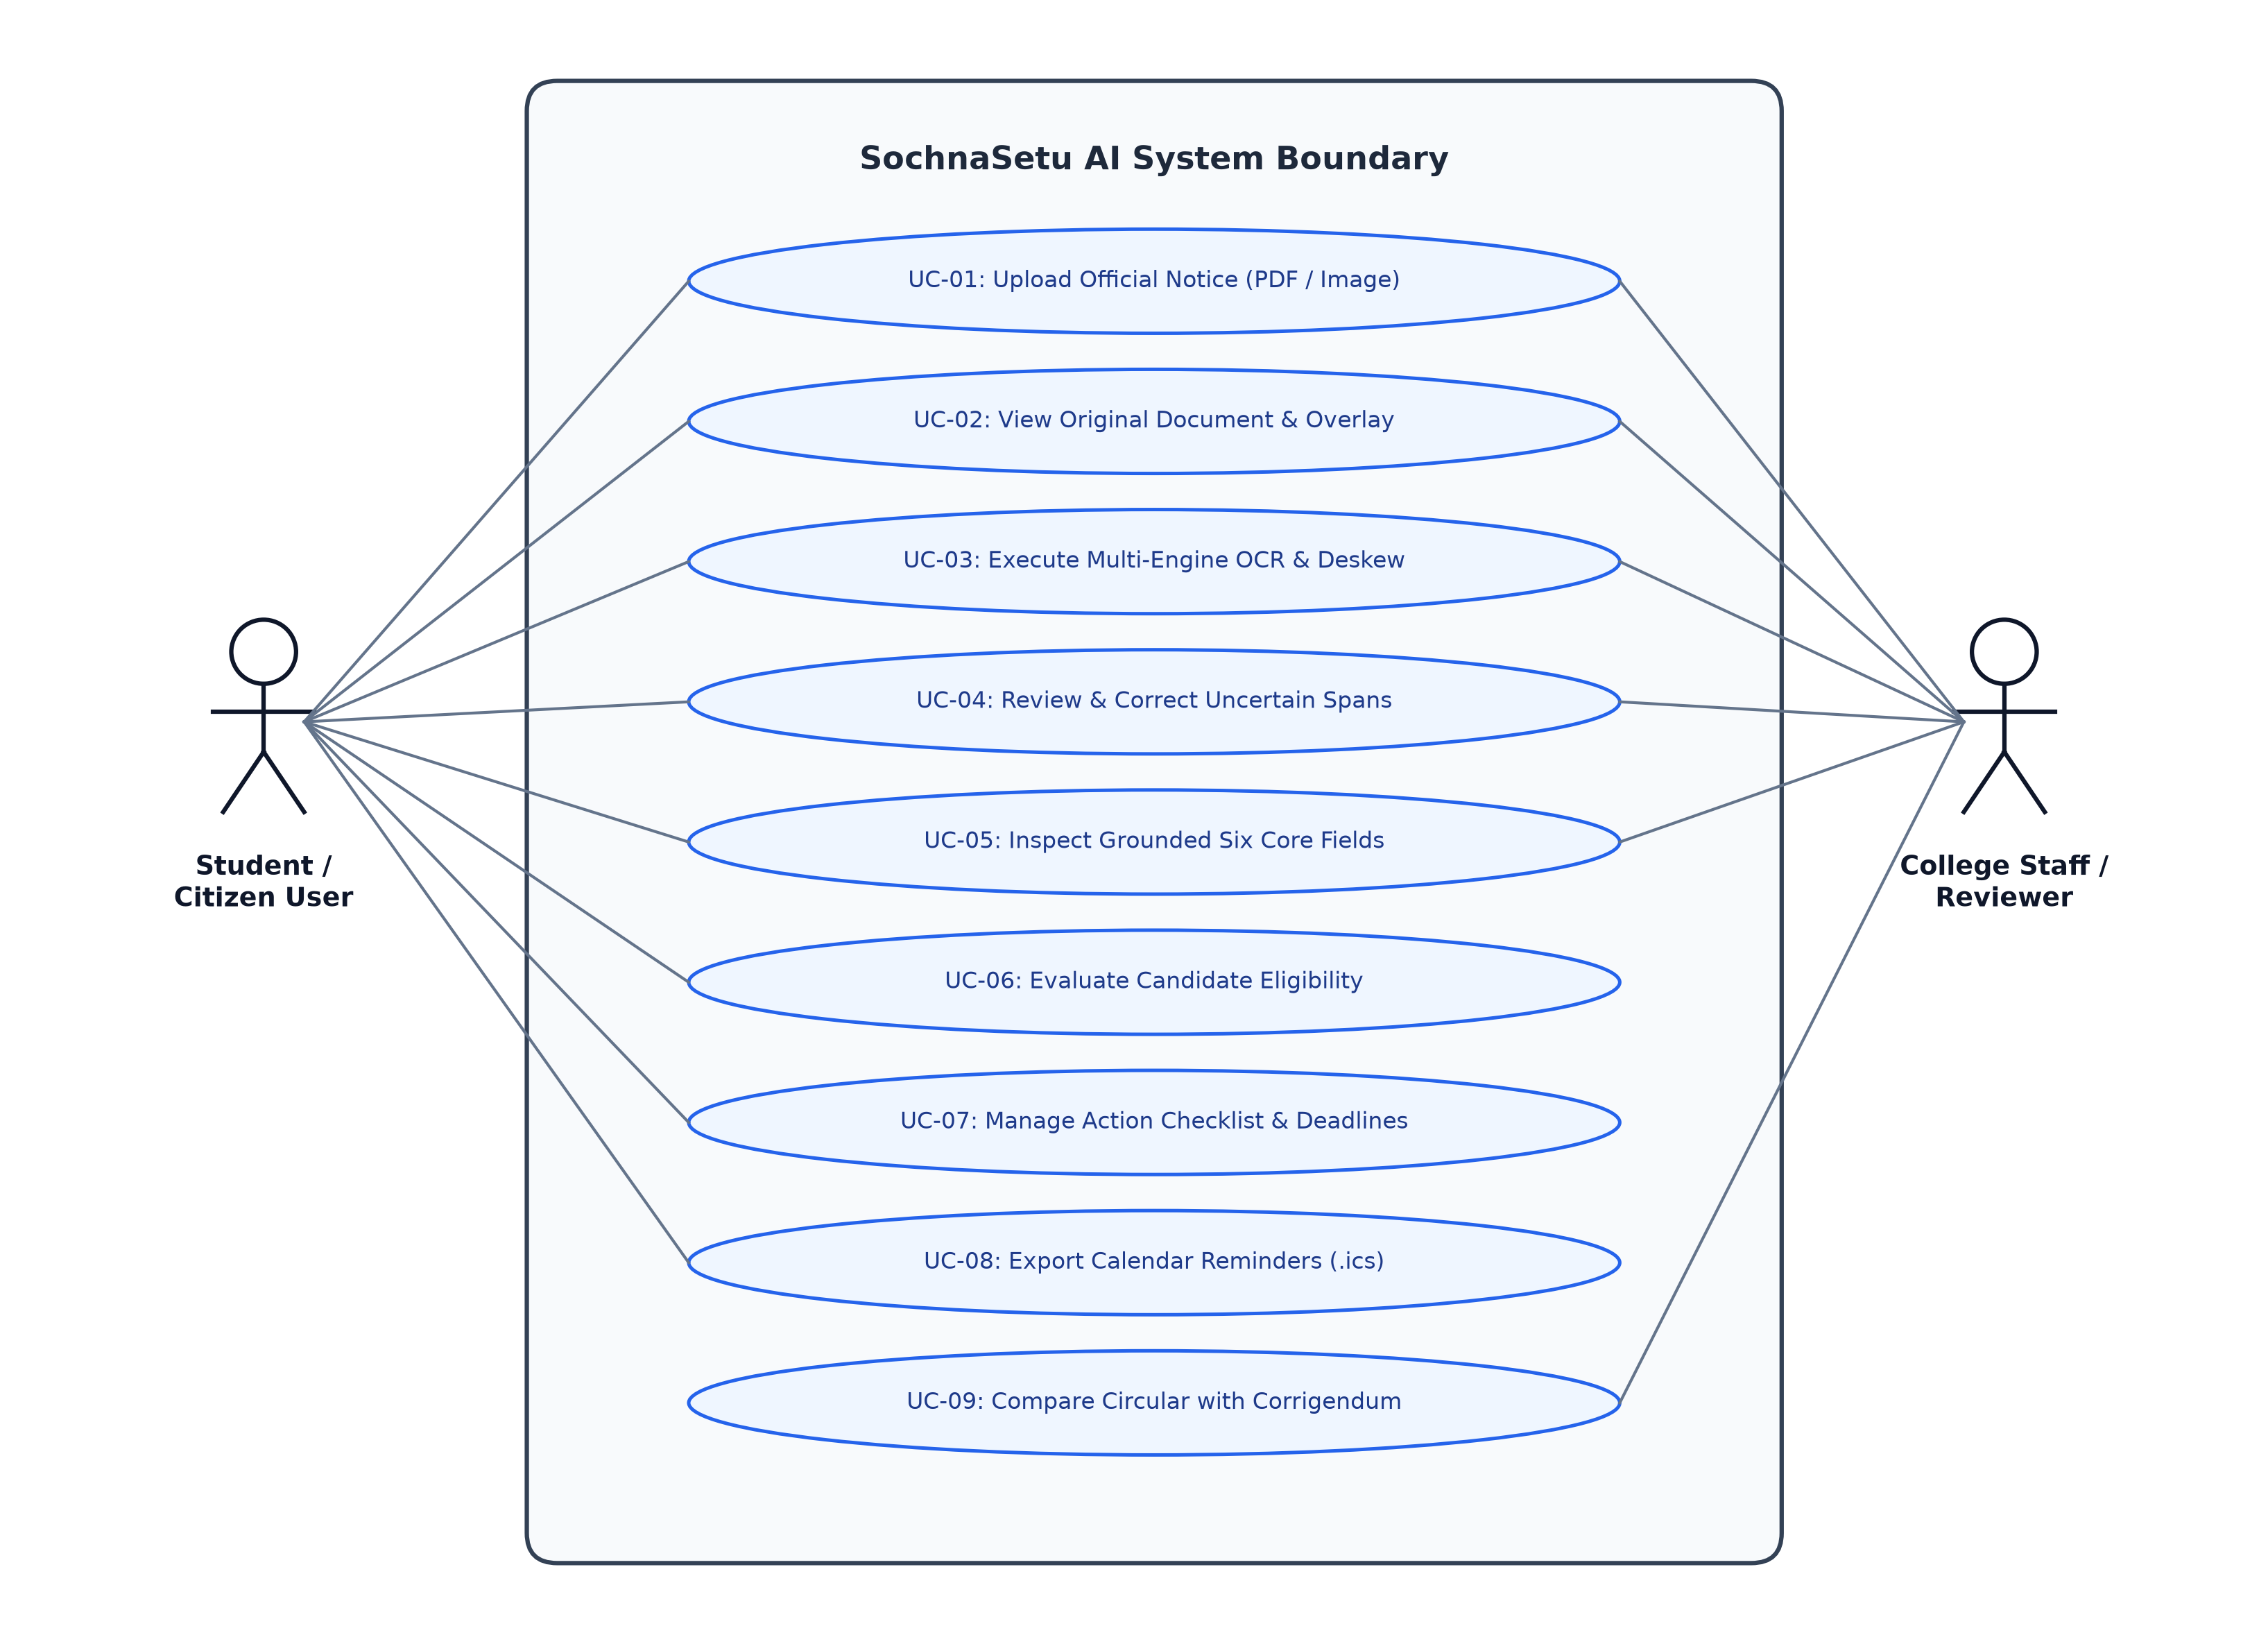 SochnaSetu AI System Boundary
UC-01: Upload Official Notice (PDF / Image)
UC-02: View Original Document & Overlay
UC-03: Execute Multi-Engine OCR & Deskew
UC-04: Review & Correct Uncertain Spans
UC-05: Inspect Grounded Six Core Fields
Student /
Citizen User
College Staff /
Reviewer
UC-06: Evaluate Candidate Eligibility
UC-07: Manage Action Checklist & Deadlines
UC-08: Export Calendar Reminders (.ics)
UC-09: Compare Circular with Corrigendum